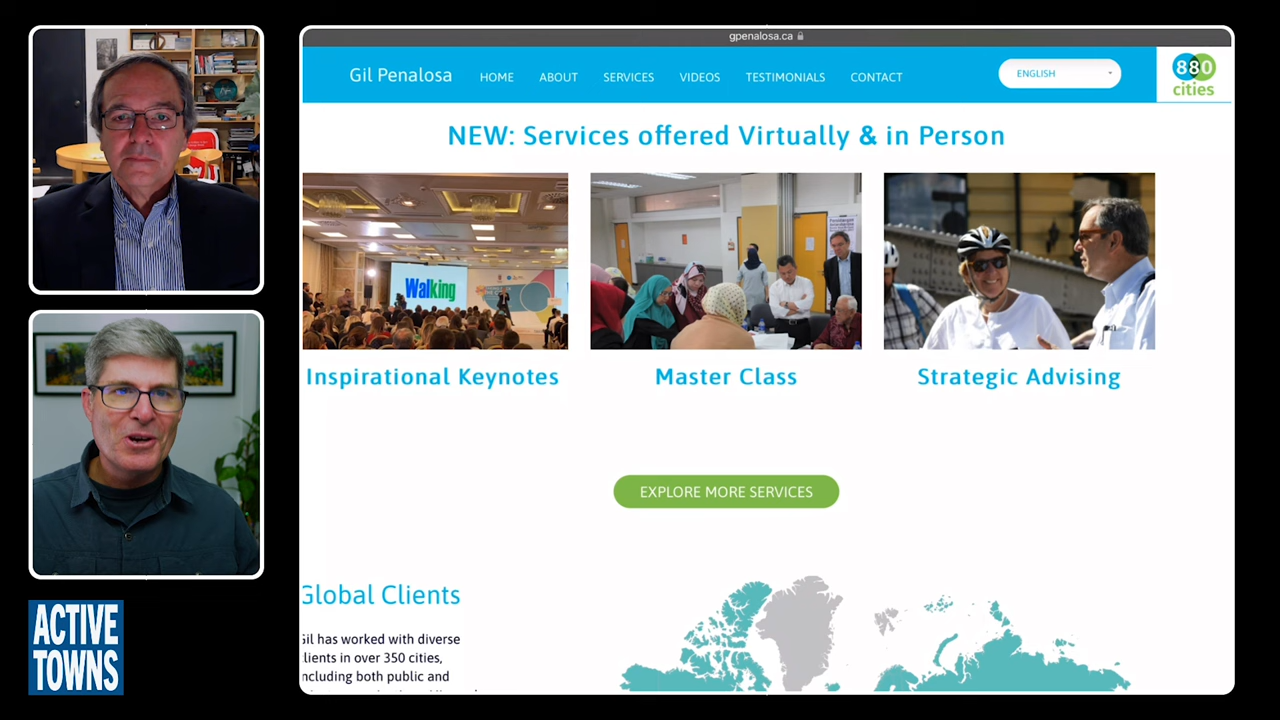 gpenalosa.ca
Gil Penalosa HOME ABOUT SERVICES VIDEOS TESTIMONIALS CONTACT
ENGLISH
880
cities
NEW: Services offered Virtually & in Person
Walking
Inspirational Keynotes
Master Class
Strategic Advising
EXPLORE MORE SERVICES
Global Clients
Gil has worked with diverse
lients in over 350 cities,
ncluding both public and
ACTIVE
TOWNS